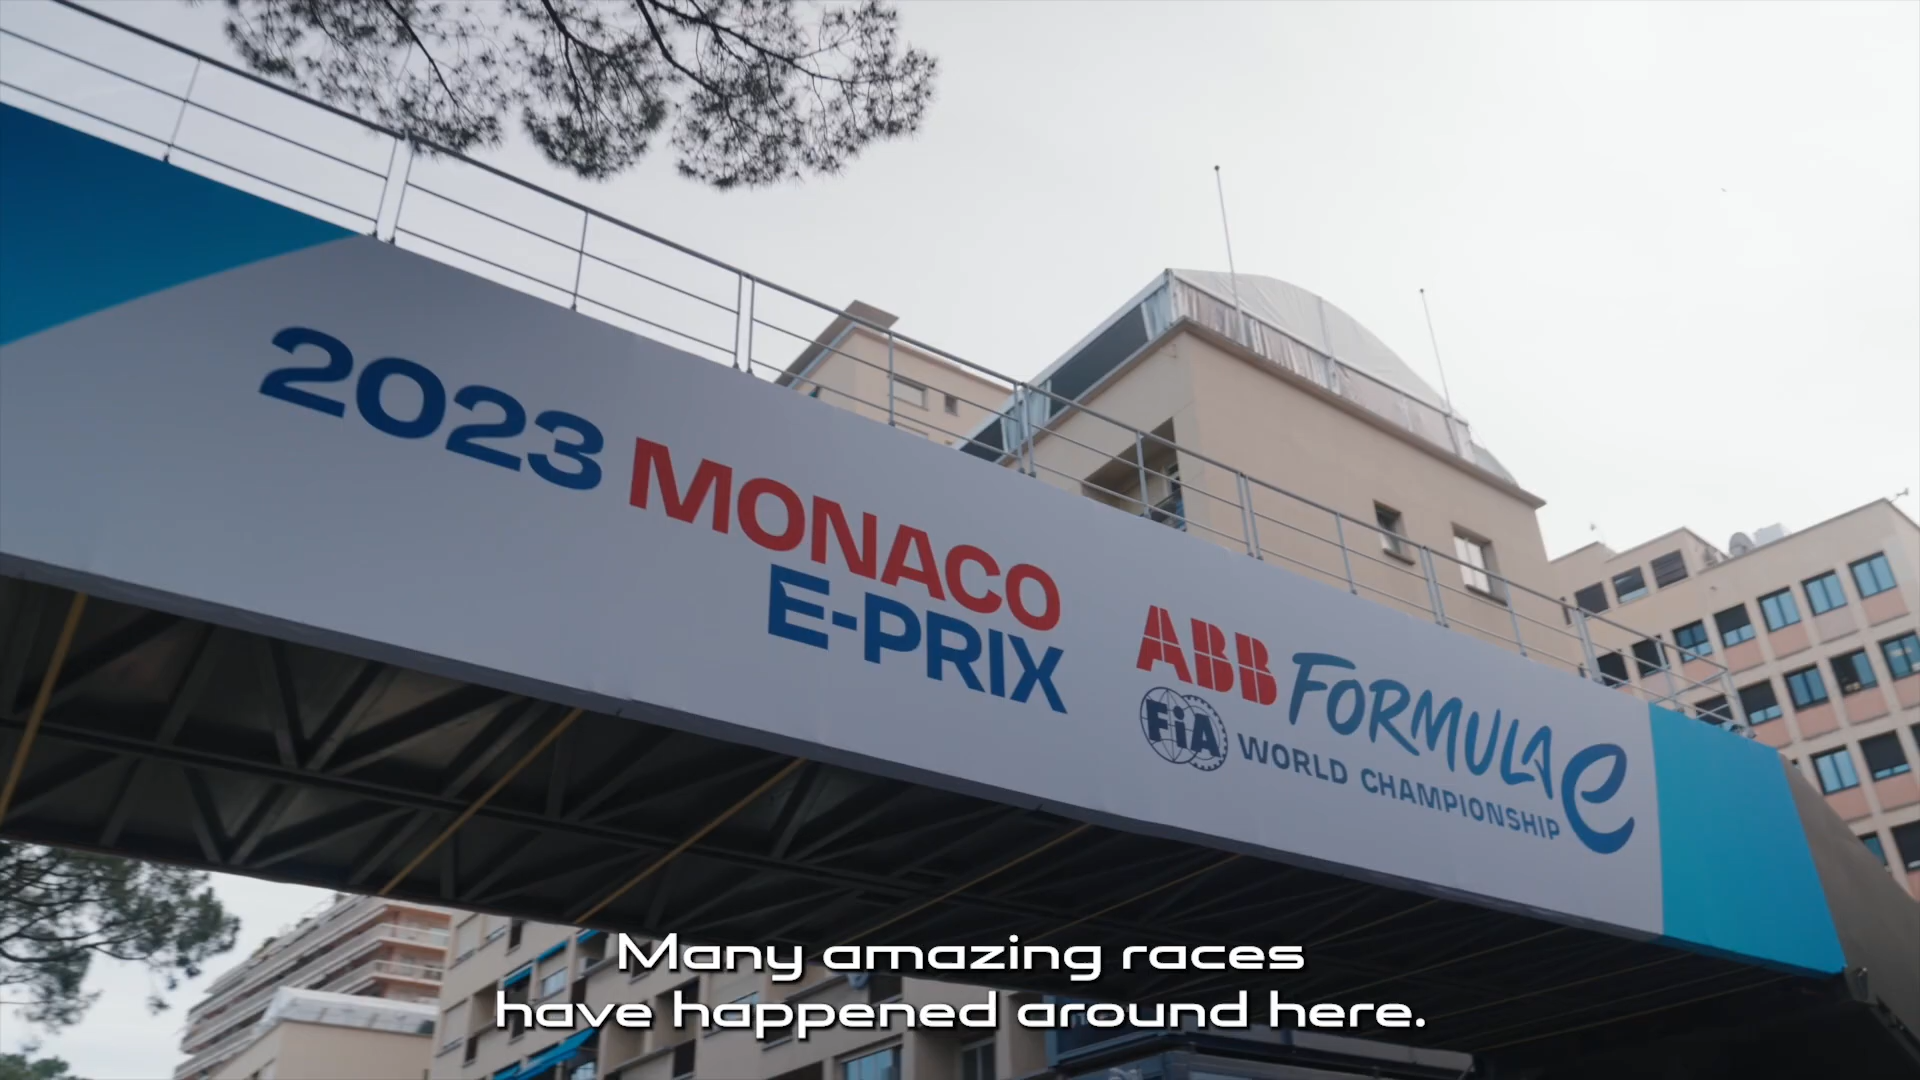 2023 MONACO
E-PRIX
ABB FORMULA E
FIA WORLD CHAMPIONSHIP
Many amazing races
have happened around here.